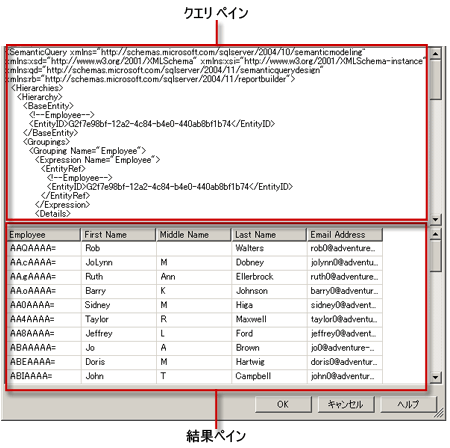 クエリ ペイン
<SemanticQuery xmlns="http://schemas.microsoft.com/sqlserver/2004/10/semanticmodeling"
xmlns:xsd="http://www.w3.org/2001/XMLSchema" xmlns:xsi="http://www.w3.org/2001/XMLSchema-instance"
xmlns:qd="http://schemas.microsoft.com/sqlserver/2004/11/semanticquerydesign"
xmlns:rb="http://schemas.microsoft.com/sqlserver/2004/11/reportbuilder">
<Hierarchies>
<Hierarchy>
<BaseEntity>
<!--Employee-->
<EntityID>G2f7e98bf-12a2-4c84-b4e0-440ab8bf1b74</EntityID>
</BaseEntity>
<Groupings>
<Grouping Name="Employee">
<Expression Name="Employee">
<EntityRef>
<!--Employee-->
<EntityID>G2f7e98bf-12a2-4c84-b4e0-440ab8bf1b74</EntityID>
</EntityRef>
</Expression>
<Details>
Employee First Name Middle Name Last Name Email Address
AAQAAAA= Rob Walters rob0@adventure...
AAcAAAA= JoLynn M Dobney jolynn0@adventu...
AAgAAAA= Ruth Ann Ellerbrock ruth0@adventure...
AAoAAAA= Barry K Johnson barry0@adventur...
AA0AAAA= Sidney M Higa sidney0@advent...
AA4AAAA= Taylor R Maxwell taylor0@adventu...
AA8AAAA= Jeffrey L Ford jeffrey0@advent...
ABAAAAA= Jo A Brown jo0@adventure-...
ABEAAAA= Doris M Hartwig doris0@adventur...
ABIAAAA= John T Campbell john0@adventure...
OK キャンセル ヘルプ
結果ペイン